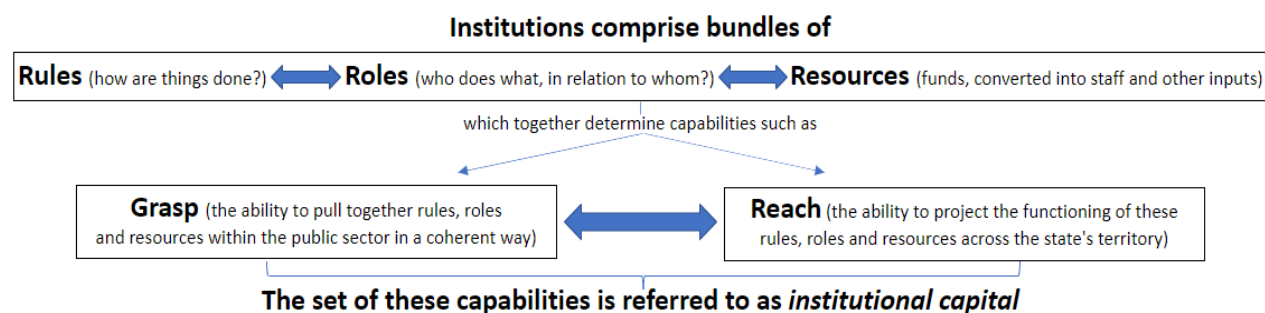 Institutions comprise bundles of
Rules (how are things done?) Roles (who does what, in relation to whom?) Resources (funds, converted into staff and other inputs)
which together determine capabilities such as
Grasp (the ability to pull together rules, roles
and resources within the public sector in a coherent way)
Reach (the ability to project the functioning of these
rules, roles and resources across the state's territory)
The set of these capabilities is referred to as institutional capital